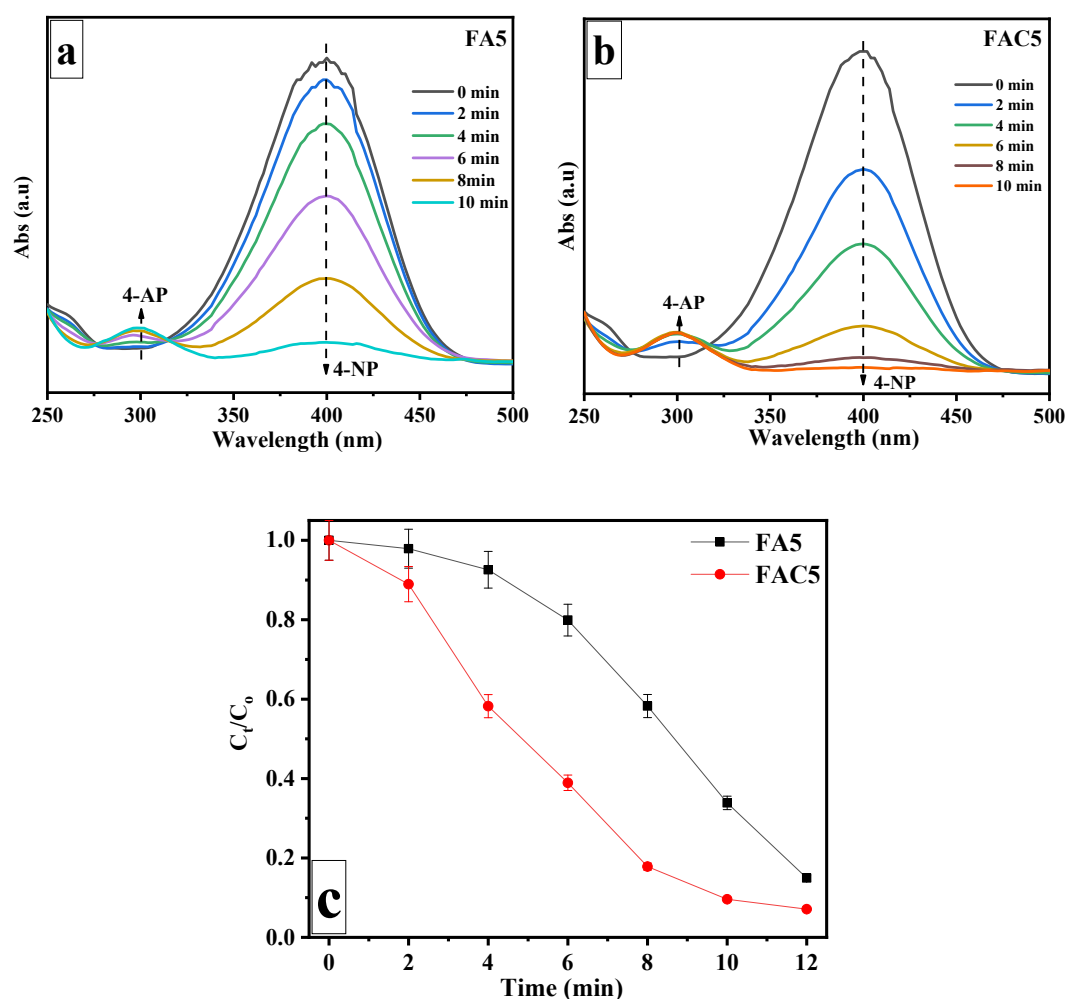 a
FA5
0 min
2 min
4 min
6 min
8min
10 min
4-AP
4-NP
Abs (a.u)
250 300 350 400 450 500
Wavelength (nm)
b
FAC5
0 min
2 min
4 min
6 min
8 min
10 min
4-AP
4-NP
Abs (a.u)
250 300 350 400 450 500
Wavelength (nm)
FA5
FAC5
1.0
0.8
0.6
0.4
0.2
0.0
Ct/Co
c
0 2 4 6 8 10 12
Time (min)